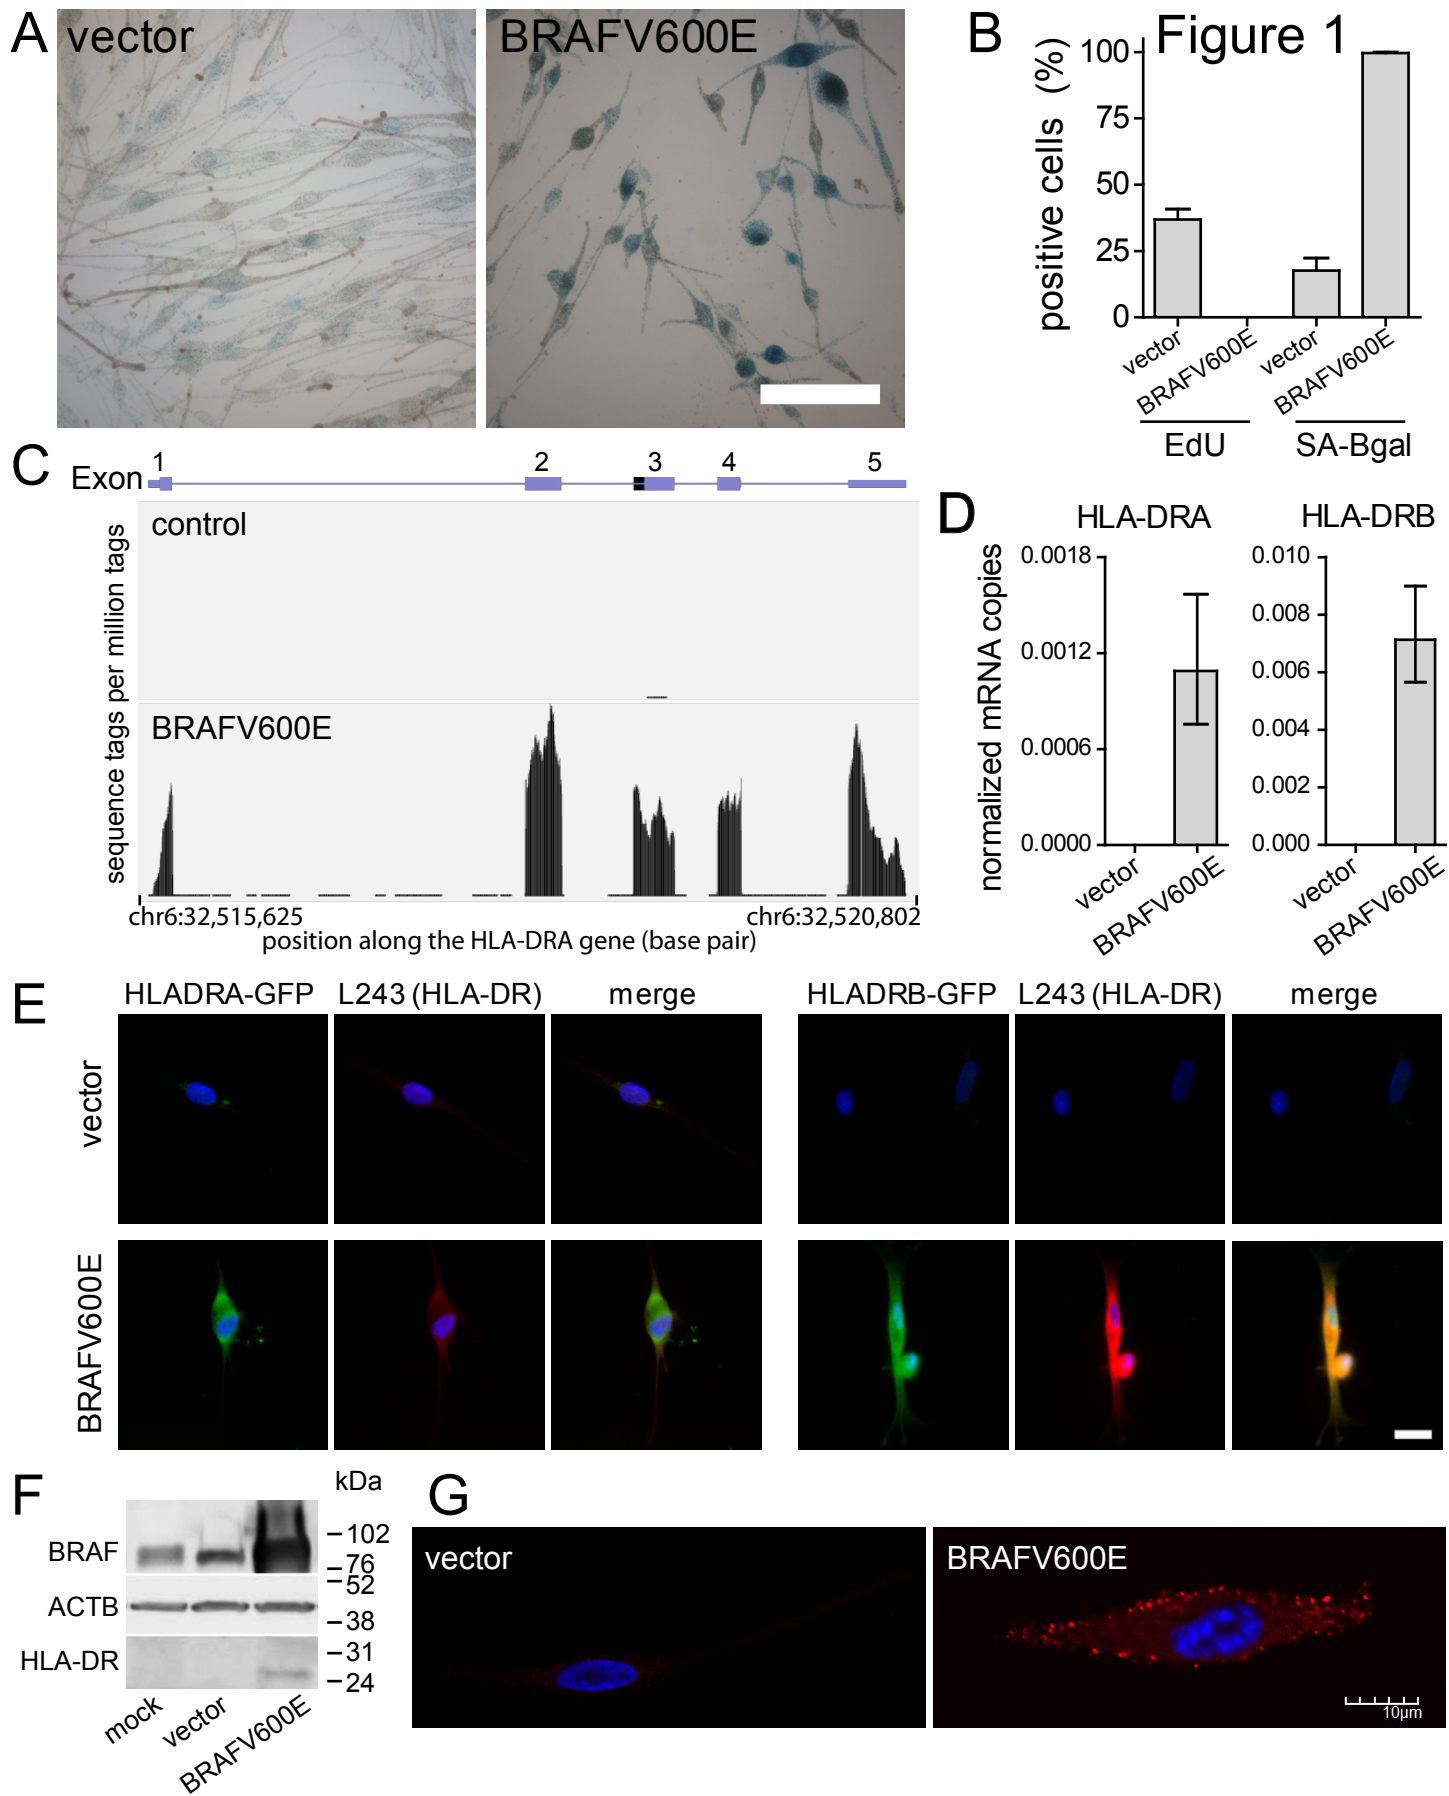 A
vector
BRAFV600E
B
Figure 1
positive cells (%)
100
75
50
25
0
vector
BRAFV600E
vector
BRAFV600E
EdU
SA-Bgal
C
Exon
1
2
3
4
5
sequence tags per million tags
control
BRAFV600E
chr6:32,515,625
chr6:32,520,802
position along the HLA-DRA gene (base pair)
D
normalized mRNA copies
HLA-DRA
0.0018
0.0012
0.0006
0.0000
vector
BRAFV600E
HLA-DRB
0.010
0.008
0.006
0.004
0.002
0.000
vector
BRAFV600E
E
HLADRA-GFP
L243 (HLA-DR)
merge
HLADRB-GFP
L243 (HLA-DR)
merge
vector
BRAFV600E
F
kDa
BRAF
102
76
52
ACTB
38
31
HLA-DR
24
mock
vector
BRAFV600E
G
vector
BRAFV600E
10µm